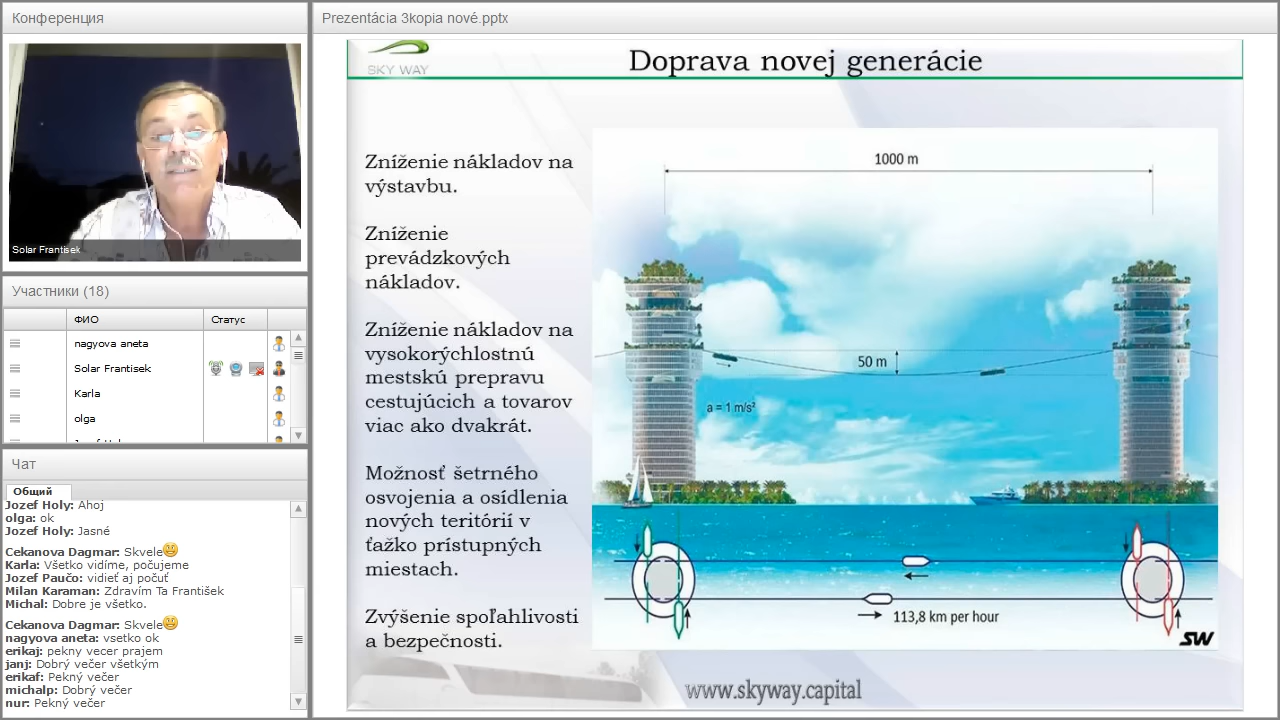 Конференция
Solar Frantisek
Участники (18)
ФИО
Статус
nagyova aneta
Solar Frantisek
Karla
olga
Чат
Общий
Jozef Holy: Ahoj
olga: ok
Jozef Holy: Jasné
Cekanova Dagmar: Skvele
Karla: Všetko vidíme, počujeme
Jozef Paučo: vidieť aj počuť
Milan Karaman: Zdravím Ta František
Michal: Dobre je všetko.
Cekanova Dagmar: Skvele
nagyova aneta: vsetko ok
erikaj: pekny vecer prajem
janj: Dobrý večer všetkým
erikaf: Pekný večer
michalp: Dobrý večer
nur: Pekný večer
Prezentácia 3kopia nové.pptx
SKY WAY
Doprava novej generácie
Zníženie nákladov na
výstavbu.
Zníženie
prevádzkových
nákladov.
Zníženie nákladov na
vysokorýchlostnú
mestskú prepravu
cestujúcich a tovarov
viac ako dvakrát.
Možnosť šetrného
osvojenia a osídlenia
nových teritórií v
ťažko prístupných
miestach.
Zvýšenie spoľahlivosti
a bezpečnosti.
1000 m
50 m
a = 1 m/s²
113,8 km per hour
SW
www.skyway.capital